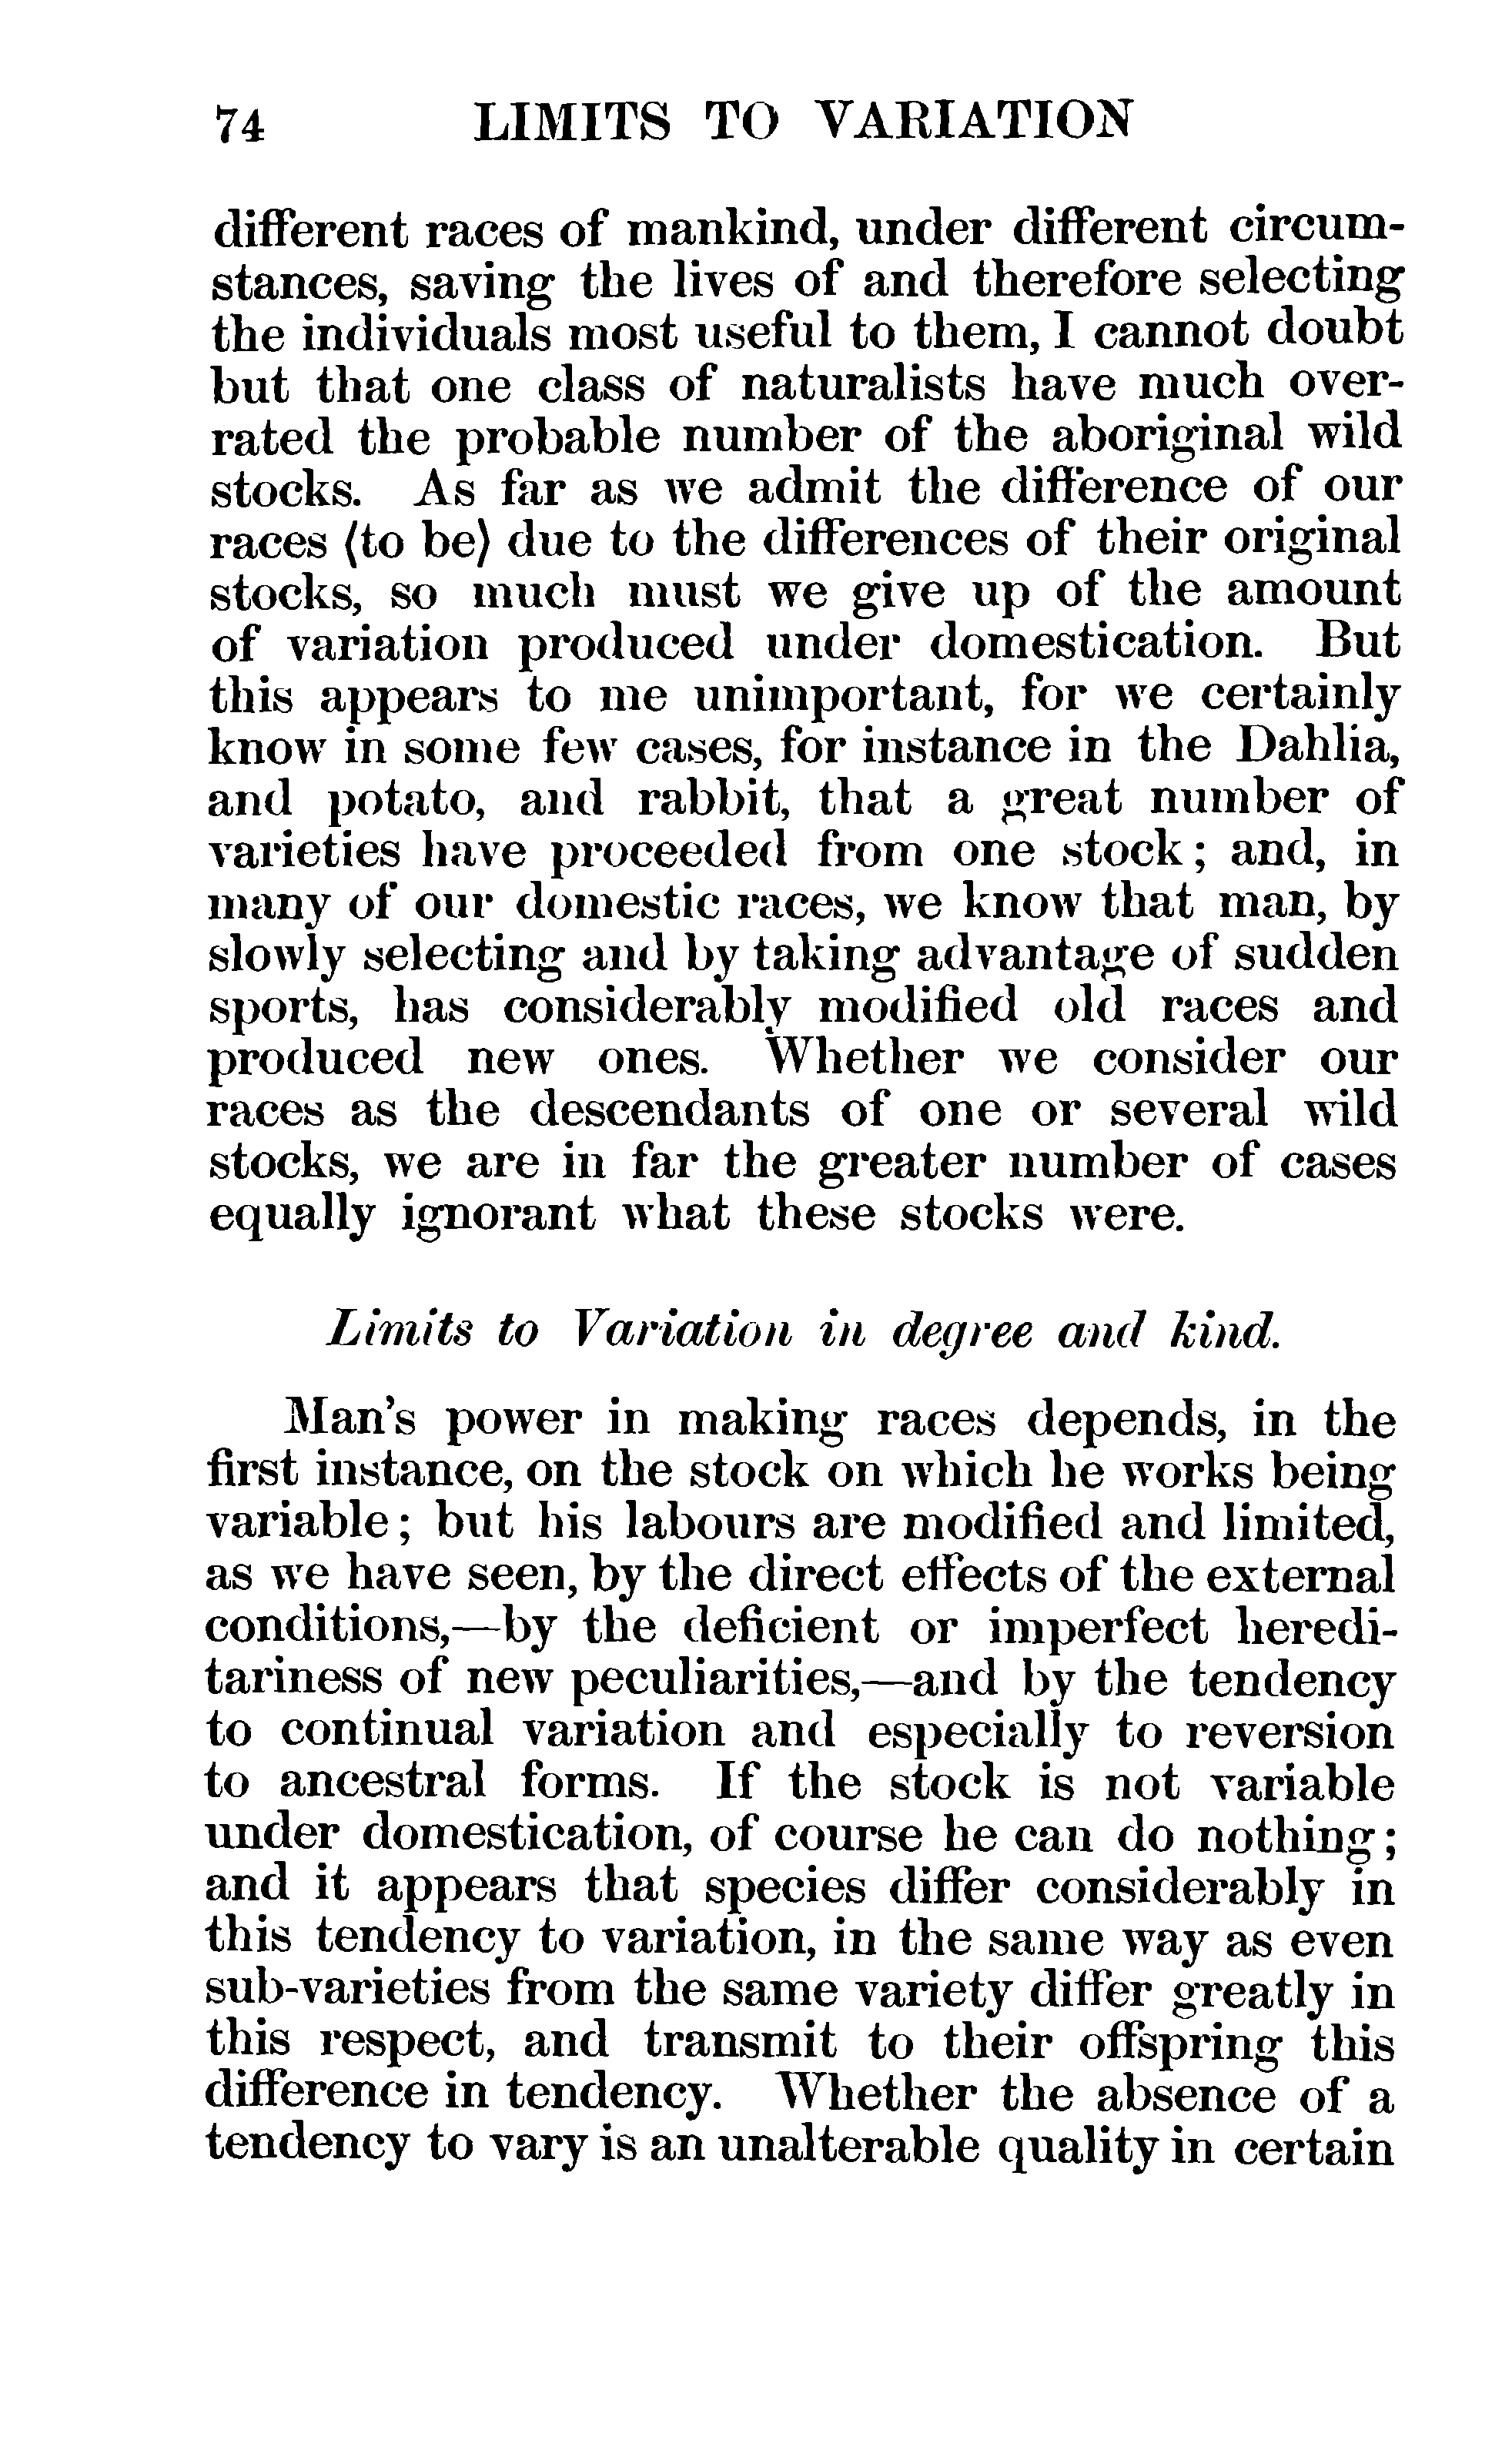 74 LIMITS TO VARIATION
different races of mankind, under different circum-
stances, saving the lives of and therefore selecting
the individuals most useful to them, I cannot doubt
but that one class of naturalists have much over-
rated the probable number of the aboriginal wild
stocks. As far as we admit the difference of our
races ⟨to be⟩ due to the differences of their original
stocks, so much must we give up of the amount
of variation produced under domestication. But
this appears to me unimportant, for we certainly
know in some few cases, for instance in the Dahlia,
and potato, and rabbit, that a great number of
varieties have proceeded from one stock; and, in
many of our domestic races, we know that man, by
slowly selecting and by taking advantage of sudden
sports, has considerably modified old races and
produced new ones. Whether we consider our
races as the descendants of one or several wild
stocks, we are in far the greater number of cases
equally ignorant what these stocks were.
Limits to Variation in degree and kind.
Man's power in making races depends, in the
first instance, on the stock on which he works being
variable; but his labours are modified and limited,
as we have seen, by the direct effects of the external
conditions,—by the deficient or imperfect heredi-
tariness of new peculiarities,—and by the tendency
to continual variation and especially to reversion
to ancestral forms. If the stock is not variable
under domestication, of course he can do nothing;
and it appears that species differ considerably in
this tendency to variation, in the same way as even
sub-varieties from the same variety differ greatly in
this respect, and transmit to their offspring this
difference in tendency. Whether the absence of a
tendency to vary is an unalterable quality in certain